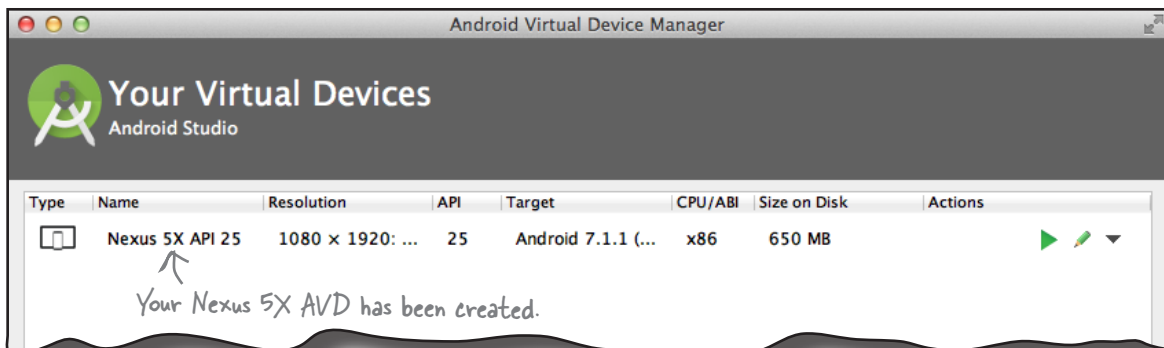 Android Virtual Device Manager
Your Virtual Devices
Android Studio
Type Name Resolution API Target CPU/ABI Size on Disk Actions
Nexus 5X API 25 1080 × 1920: ... 25 Android 7.1.1 (... x86 650 MB
Your Nexus 5X AVD has been created.